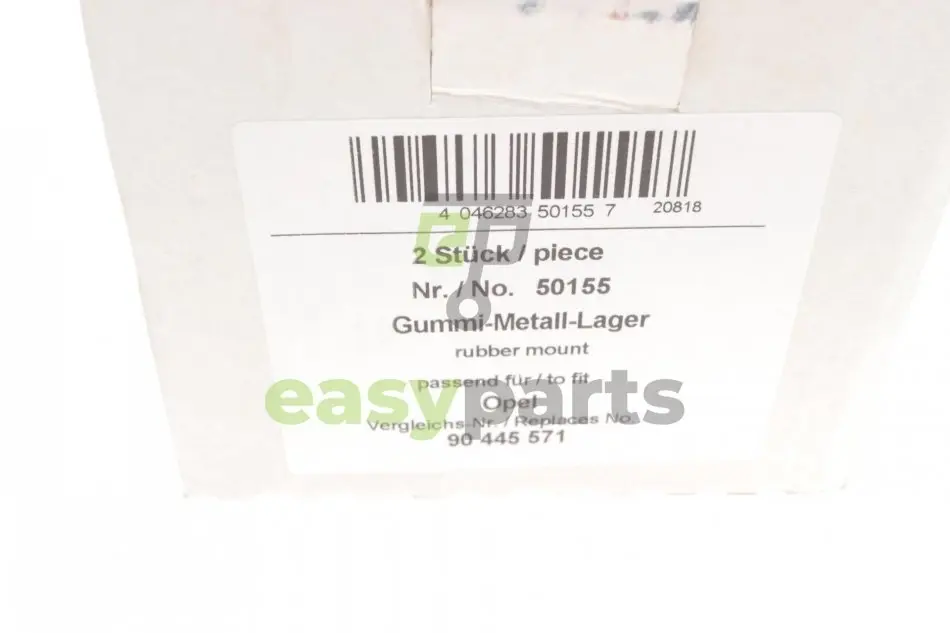 4 046283 50155 7
20818
2 Stück / piece
Nr. / No. 50155
Gummi-Metall-Lager
rubber mount
passend für / to fit
easyparts
Opel
Vergleichs-Nr. / Replaces No.
90 445 571